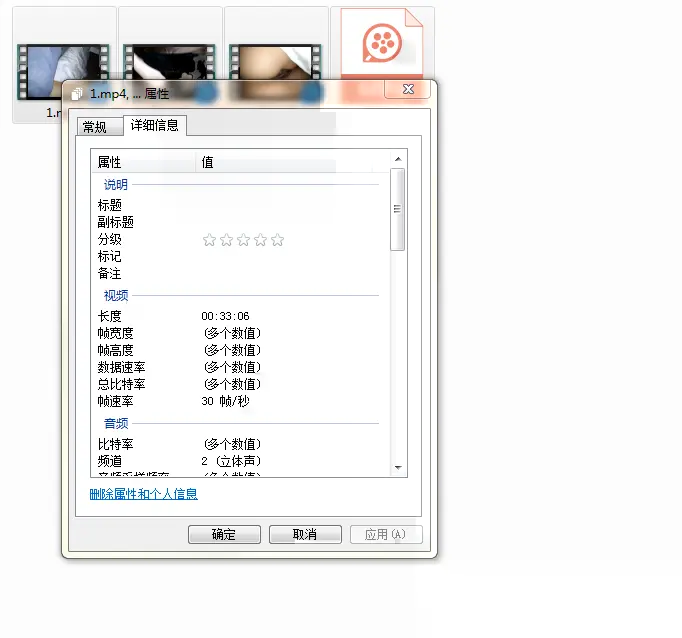 1.mp4, ... 属性
常规
详细信息
属性 值
说明
标题
副标题
分级
标记
备注
视频
长度 00:33:06
帧宽度 (多个数值)
帧高度 (多个数值)
数据速率 (多个数值)
总比特率 (多个数值)
帧速率 30 帧/秒
音频
比特率 (多个数值)
频道 2 (立体声)
删除属性和个人信息
确定 取消 应用(A)